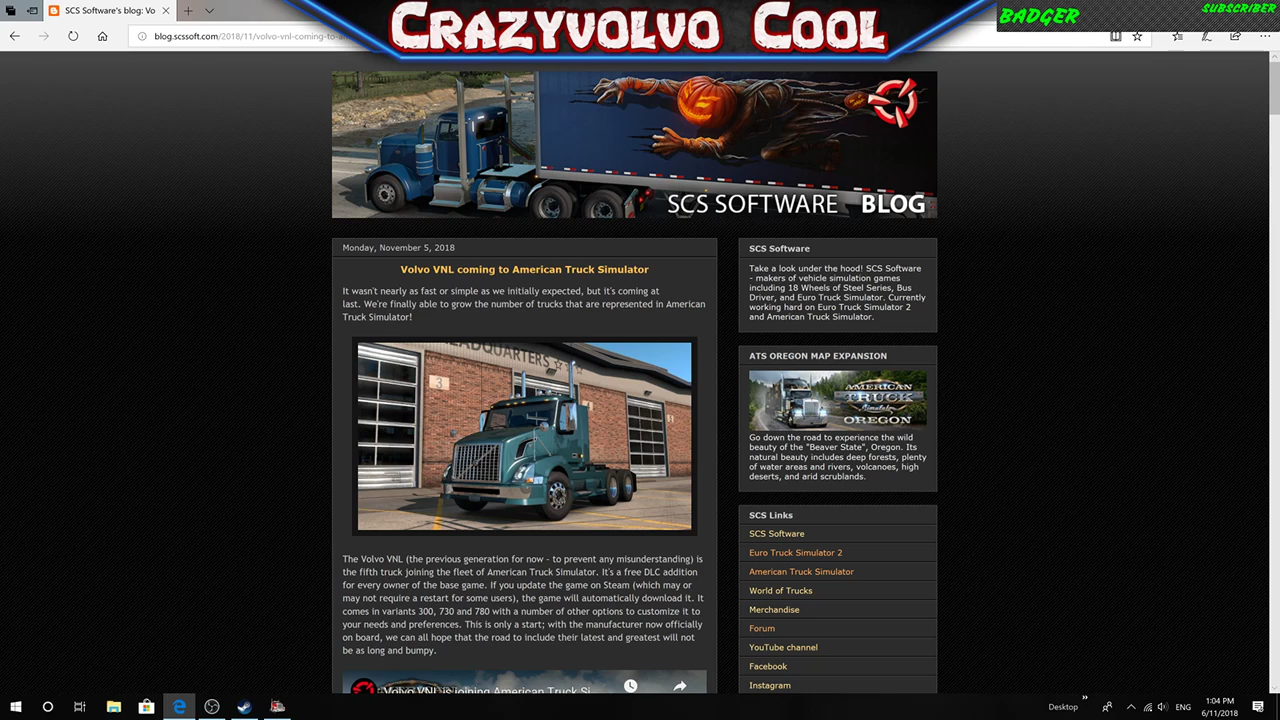 SCS Software's blog: Vo
CRAZYVOLVO COOL
BADGER
SUBSCRIBER
blog.scssoft.com/2018/11/volvo-vnl-coming-to-am
SCS SOFTWARE BLOG
Monday, November 5, 2018
Volvo VNL coming to American Truck Simulator
It wasn't nearly as fast or simple as we initially expected, but it's coming at
last. We're finally able to grow the number of trucks that are represented in American
Truck Simulator!
HEADQUARTERS
3
The Volvo VNL (the previous generation for now - to prevent any misunderstanding) is
the fifth truck joining the fleet of American Truck Simulator. It's a free DLC addition
for every owner of the base game. If you update the game on Steam (which may or
may not require a restart for some users), the game will automatically download it. It
comes in variants 300, 730 and 780 with a number of other options to customize it to
your needs and preferences. This is only a start; with the manufacturer now officially
on board, we can all hope that the road to include their latest and greatest will not
be as long and bumpy.
Volvo VNL is joining American Truck Si
SCS Software
Take a look under the hood! SCS Software
- makers of vehicle simulation games
including 18 Wheels of Steel Series, Bus
Driver, and Euro Truck Simulator. Currently
working hard on Euro Truck Simulator 2
and American Truck Simulator.
ATS OREGON MAP EXPANSION
AMERICAN
TRUCK
Simulator
OREGON
Go down the road to experience the wild
beauty of the "Beaver State", Oregon. Its
natural beauty includes deep forests, plenty
of water areas and rivers, volcanoes, high
deserts, and arid scrublands.
SCS Links
SCS Software
Euro Truck Simulator 2
American Truck Simulator
World of Trucks
Merchandise
Forum
YouTube channel
Facebook
Instagram
Desktop
ENG
1:04 PM
6/11/2018